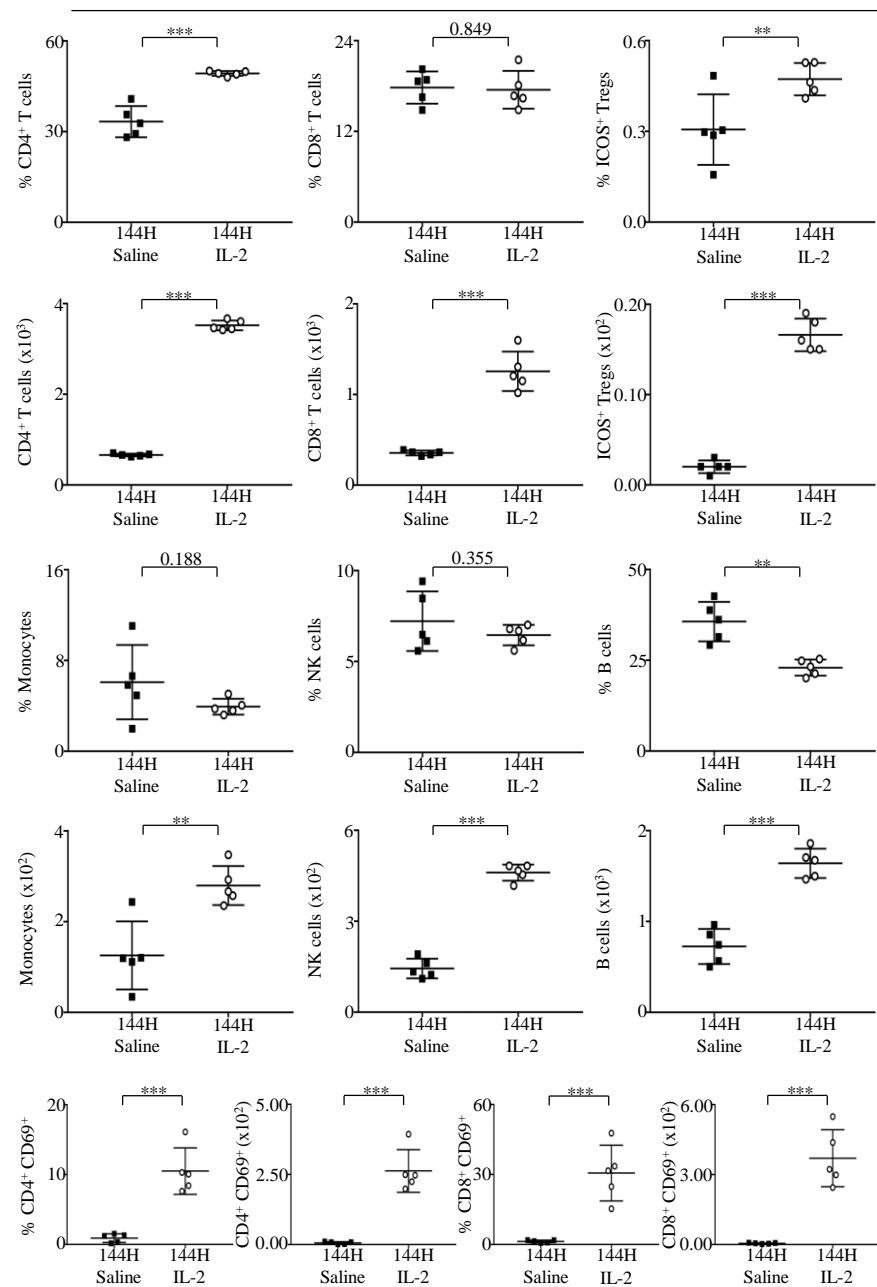 *** 0.849 **
% CD4⁺ T cells 60 30 0
% CD8⁺ T cells 24 12 0
% ICOS⁺ Tregs 0.6 0.3 0.0
144H 144H 144H 144H 144H 144H
Saline IL-2 Saline IL-2 Saline IL-2
*** *** ***
CD4⁺ T cells (x10³) 4 2 0
CD8⁺ T cells (x10³) 2 1 0
ICOS⁺ Tregs (x10²) 0.20 0.10 0.00
144H 144H 144H 144H 144H 144H
Saline IL-2 Saline IL-2 Saline IL-2
0.188 0.355 **
% Monocytes 16 8 0
% NK cells 10 5 0
% B cells 50 25 0
144H 144H 144H 144H 144H 144H
Saline IL-2 Saline IL-2 Saline IL-2
** *** ***
Monocytes (x10²) 4 2 0
NK cells (x10²) 6 3 0
B cells (x10³) 2 1 0
144H 144H 144H 144H 144H 144H
Saline IL-2 Saline IL-2 Saline IL-2
*** *** *** ***
% CD4⁺ CD69⁺ 20 10 0
CD4⁺ CD69⁺ (x10²) 5.00 2.50 0.00
% CD8⁺ CD69⁺ 60 30 0
CD8⁺ CD69⁺ (x10²) 6.00 3.00 0.00
144H 144H 144H 144H 144H 144H 144H 144H
Saline IL-2 Saline IL-2 Saline IL-2 Saline IL-2